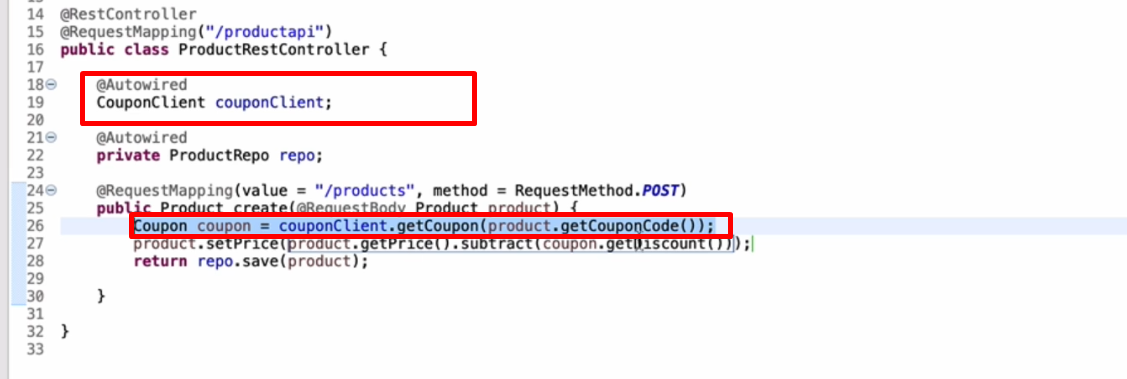 14 @RestController
15 @RequestMapping("/productapi")
16 public class ProductRestController {
17
18 @Autowired
19 CouponClient couponClient;
20
21 @Autowired
22 private ProductRepo repo;
23
24 @RequestMapping(value = "/products", method = RequestMethod.POST)
25 public Product create(@RequestBody Product product) {
26 Coupon coupon = couponClient.getCoupon(product.getCouponCode());
27 product.setPrice(product.getPrice().subtract(coupon.getDiscount()));
28 return repo.save(product);
29
30 }
31
32 }
33